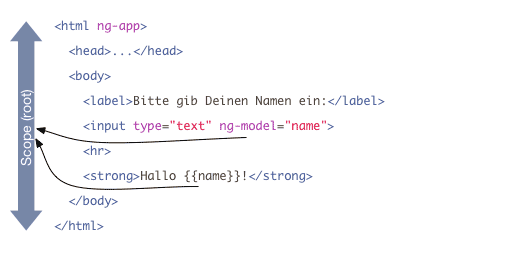 Scope (root)
<html ng-app>
<head>...</head>
<body>
<label>Bitte gib Deinen Namen ein:</label>
<input type="text" ng-model="name">
<hr>
<strong>Hallo {{name}}!</strong>
</body>
</html>